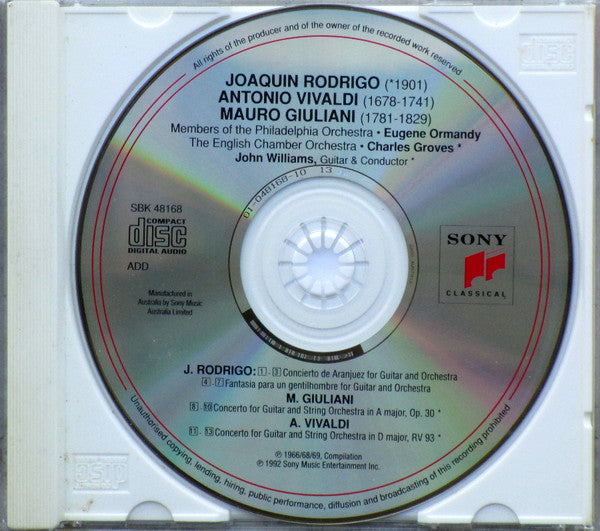 All rights of the producer and of the owner of the recorded work reserved.
COMPACT
disc
JOAQUIN RODRIGO (*1901)
ANTONIO VIVALDI (1678-1741)
MAURO GIULIANI (1781-1829)
Members of the Philadelphia Orchestra • Eugene Ormandy
The English Chamber Orchestra • Charles Groves *
John Williams, Guitar & Conductor *
01-048168-10 13
SBK 48168
COMPACT
disc
DIGITAL AUDIO
ADD
SONY
CLASSICAL
Manufactured in
Australia by Sony Music
Australia Limited
J. RODRIGO: 1 - 3 Concierto de Aranjuez for Guitar and Orchestra
4 - 7 Fantasia para un gentilhombre for Guitar and Orchestra
M. GIULIANI
8 - 10 Concerto for Guitar and String Orchestra in A major, Op. 30 *
A. VIVALDI
11 - 13 Concerto for Guitar and String Orchestra in D major, RV 93 *
℗ 1966/68/69, Compilation
℗ 1992 Sony Music Entertainment Inc.
Unauthorised copying, lending, hiring, public performance, diffusion and broadcasting of this recording prohibited